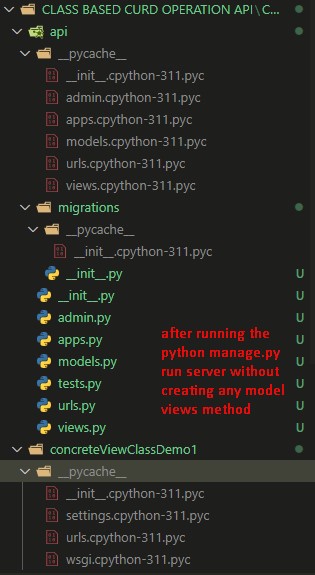 CLASS BASED CURD OPERATION API \ C...
api
__pycache__
__init__.cpython-311.pyc
admin.cpython-311.pyc
apps.cpython-311.pyc
models.cpython-311.pyc
urls.cpython-311.pyc
views.cpython-311.pyc
migrations
__pycache__
__init__.cpython-311.pyc
__init__.py U
__init__.py U
admin.py U
apps.py U
models.py U
tests.py U
urls.py U
views.py U
after running the
python manage.py
run server without
creating any model
views method
concreteViewClassDemo1
__pycache__
__init__.cpython-311.pyc
settings.cpython-311.pyc
urls.cpython-311.pyc
wsgi.cpython-311.pyc